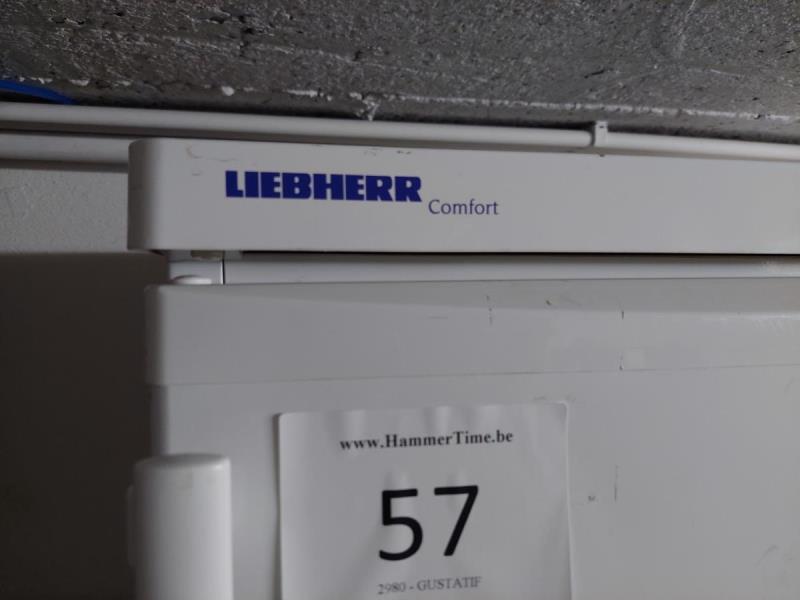 LIEBHERR
Comfort
www.HammerTime.be
57
2980 - GUSTATIF